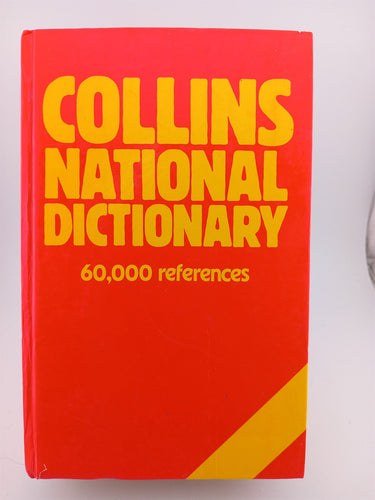 COLLINS
NATIONAL
DICTIONARY
60,000 references